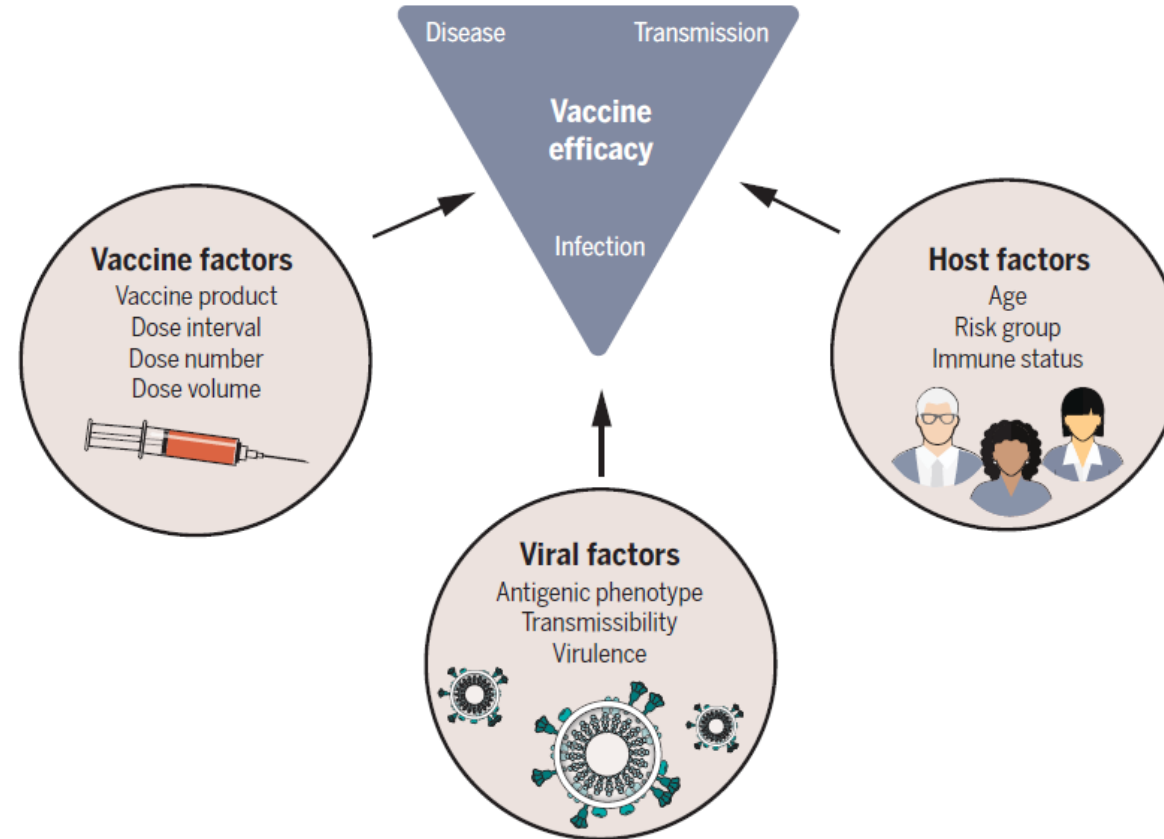 Disease
Transmission
Vaccine
efficacy
Infection
Vaccine factors
Vaccine product
Dose interval
Dose number
Dose volume
Host factors
Age
Risk group
Immune status
Viral factors
Antigenic phenotype
Transmissibility
Virulence